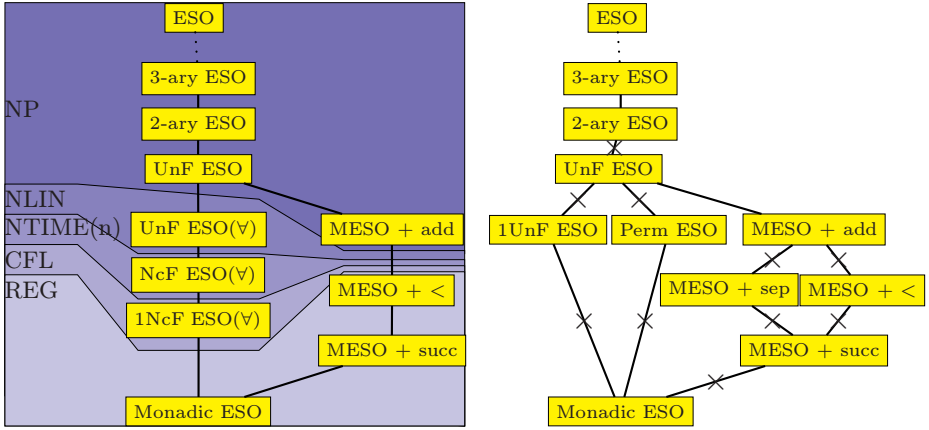 ESO
3-ary ESO
NP
2-ary ESO
UnF ESO
NLIN
NTIME(n)
UnF ESO(∀)
MESO + add
CFL
NcF ESO(∀)
REG
MESO + <
1NcF ESO(∀)
MESO + succ
Monadic ESO
ESO
3-ary ESO
2-ary ESO
UnF ESO
1UnF ESO
Perm ESO
MESO + add
MESO + sep
MESO + <
MESO + succ
Monadic ESO